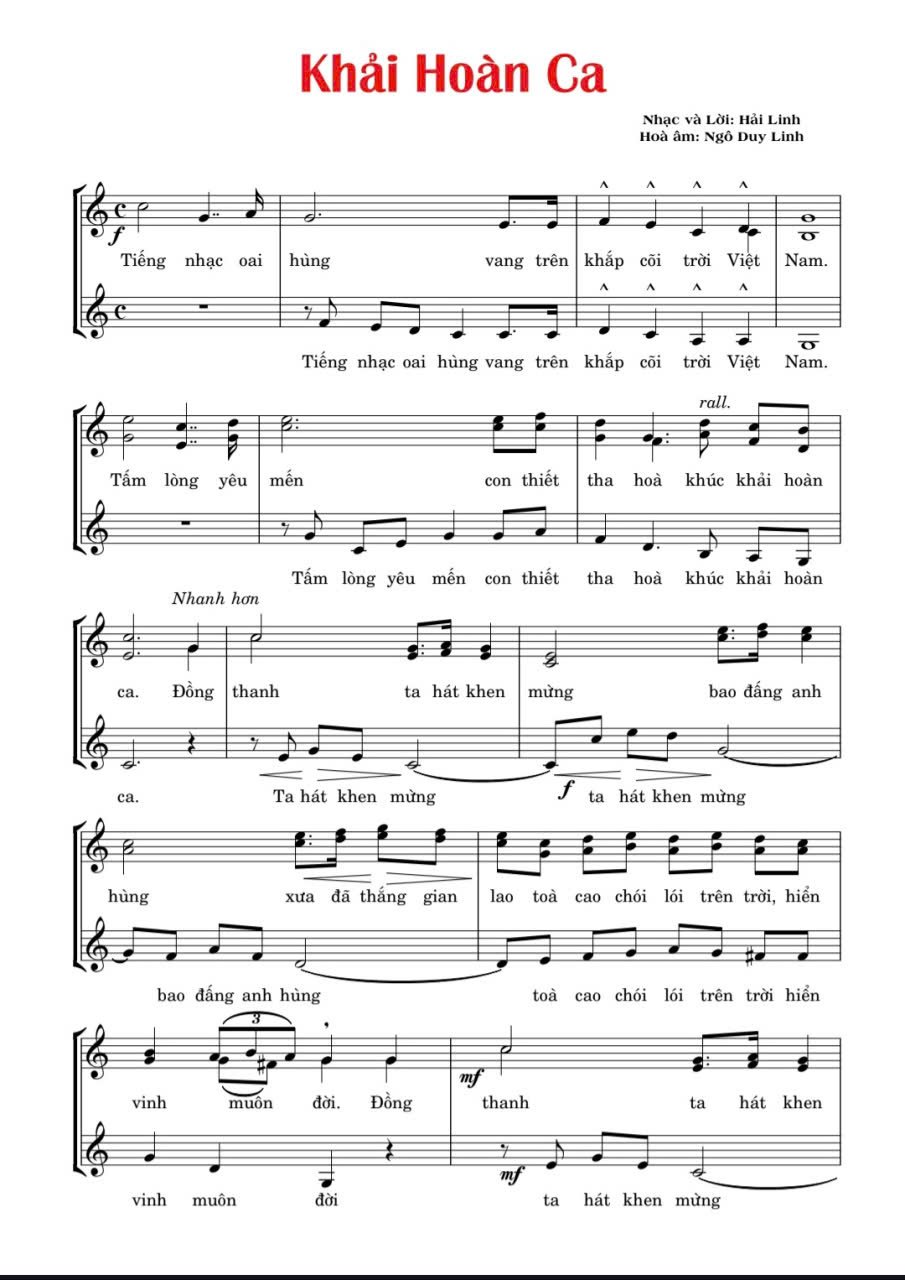 Khải Hoàn Ca
Nhạc và Lời: Hải Linh
Hoà âm: Ngô Duy Linh
f
Tiếng nhạc oai hùng vang trên khắp cõi trời Việt Nam.
Tiếng nhạc oai hùng vang trên khắp cõi trời Việt Nam.
rall.
Tấm lòng yêu mến con thiết tha hoà khúc khải hoàn
Tấm lòng yêu mến con thiết tha hoà khúc khải hoàn
Nhanh hơn
ca. Đồng thanh ta hát khen mừng bao đấng anh
f
ca. Ta hát khen mừng ta hát khen mừng
hùng xưa đã thắng gian lao toà cao chói lói trên trời, hiển
bao đấng anh hùng toà cao chói lói trên trời hiển
3
mf
vinh muôn đời. Đồng thanh ta hát khen
mf
vinh muôn đời ta hát khen mừng